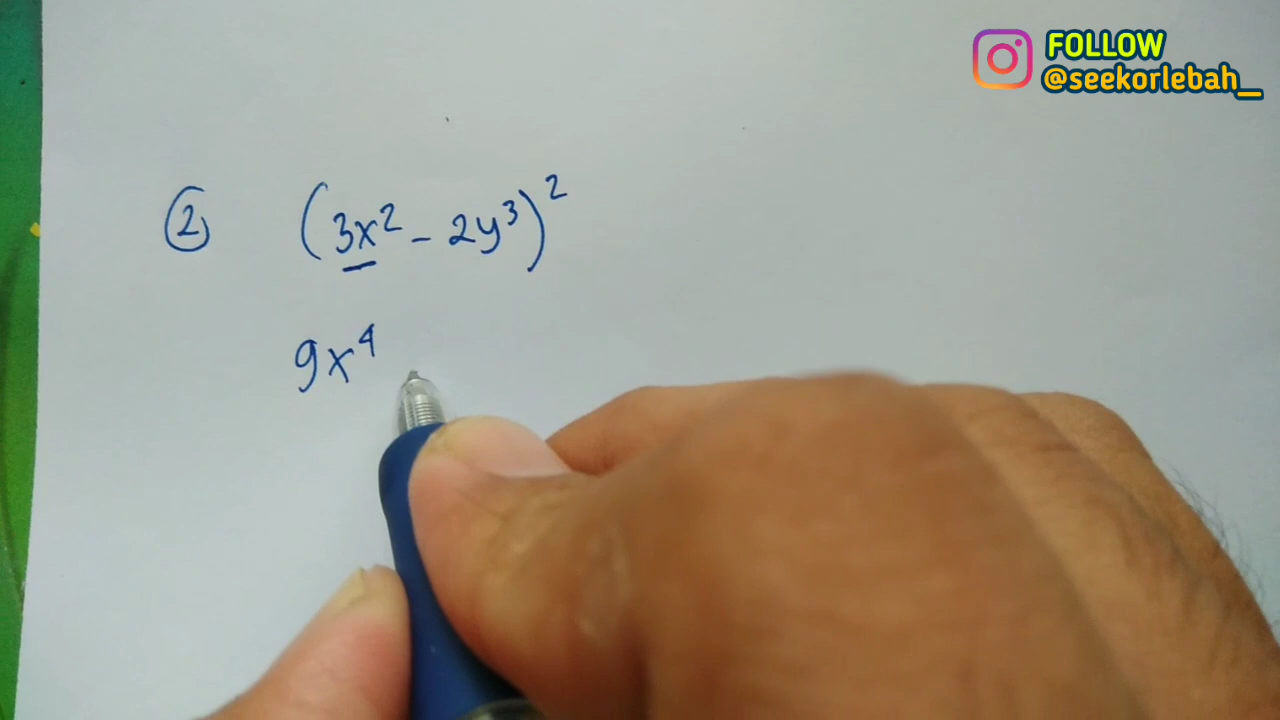 FOLLOW
@seekorlebah_
② (3x² - 2y³)²
9x⁴